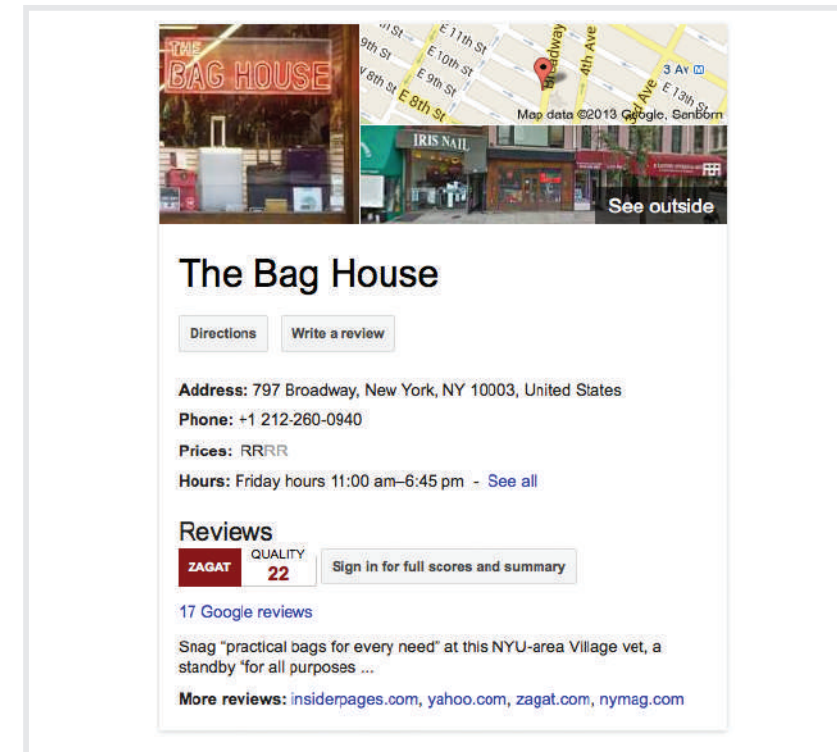 THE
BAG HOUSE
9th St
E 11th St
E 10th St
E 9th St
E 8th St
Broadway
4th Ave
3rd Ave
3 Av M
E 13th St
Map data ©2013 Google, Sanborn
IRIS NAIL
See outside
The Bag House
Directions Write a review
Address: 797 Broadway, New York, NY 10003, United States
Phone: +1 212-260-0940
Prices: RRRR
Hours: Friday hours 11:00 am–6:45 pm - See all
Reviews
ZAGAT QUALITY 22 Sign in for full scores and summary
17 Google reviews
Snag “practical bags for every need” at this NYU-area Village vet, a
standby “for all purposes ...
More reviews: insiderpages.com, yahoo.com, zagat.com, nymag.com